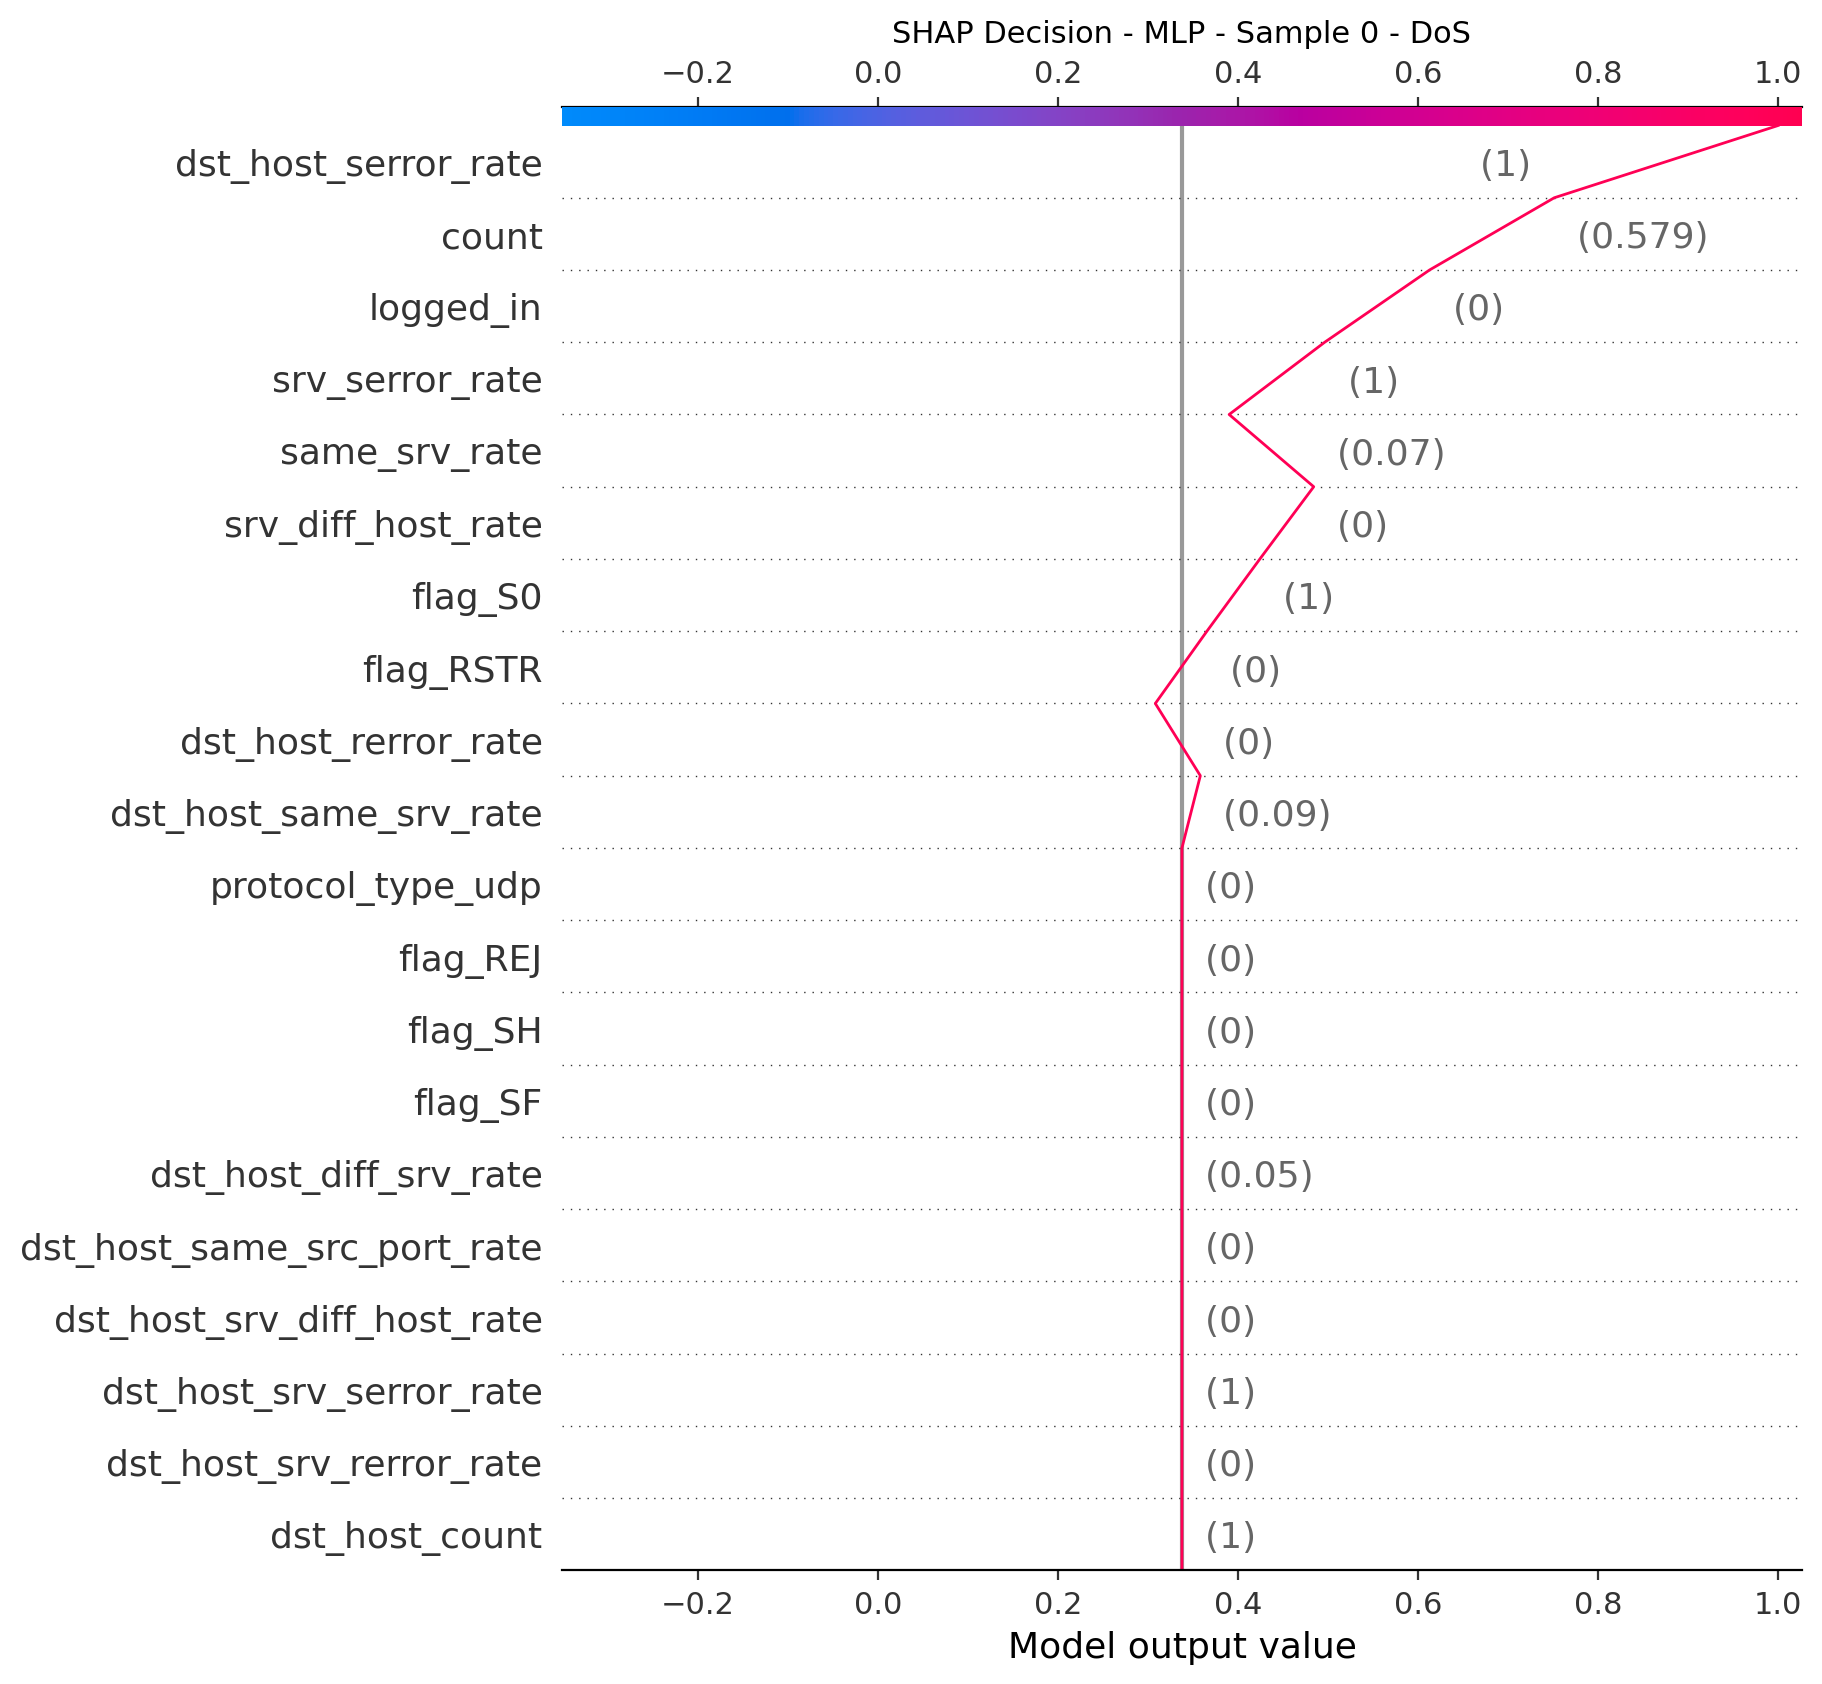 SHAP Decision - MLP - Sample 0 - DoS
−0.2 0.0 0.2 0.4 0.6 0.8 1.0
dst_host_serror_rate (1)
count (0.579)
logged_in (0)
srv_serror_rate (1)
same_srv_rate (0.07)
srv_diff_host_rate (0)
flag_S0 (1)
flag_RSTR (0)
dst_host_rerror_rate (0)
dst_host_same_srv_rate (0.09)
protocol_type_udp (0)
flag_REJ (0)
flag_SH (0)
flag_SF (0)
dst_host_diff_srv_rate (0.05)
dst_host_same_src_port_rate (0)
dst_host_srv_diff_host_rate (0)
dst_host_srv_serror_rate (1)
dst_host_srv_rerror_rate (0)
dst_host_count (1)
−0.2 0.0 0.2 0.4 0.6 0.8 1.0
Model output value